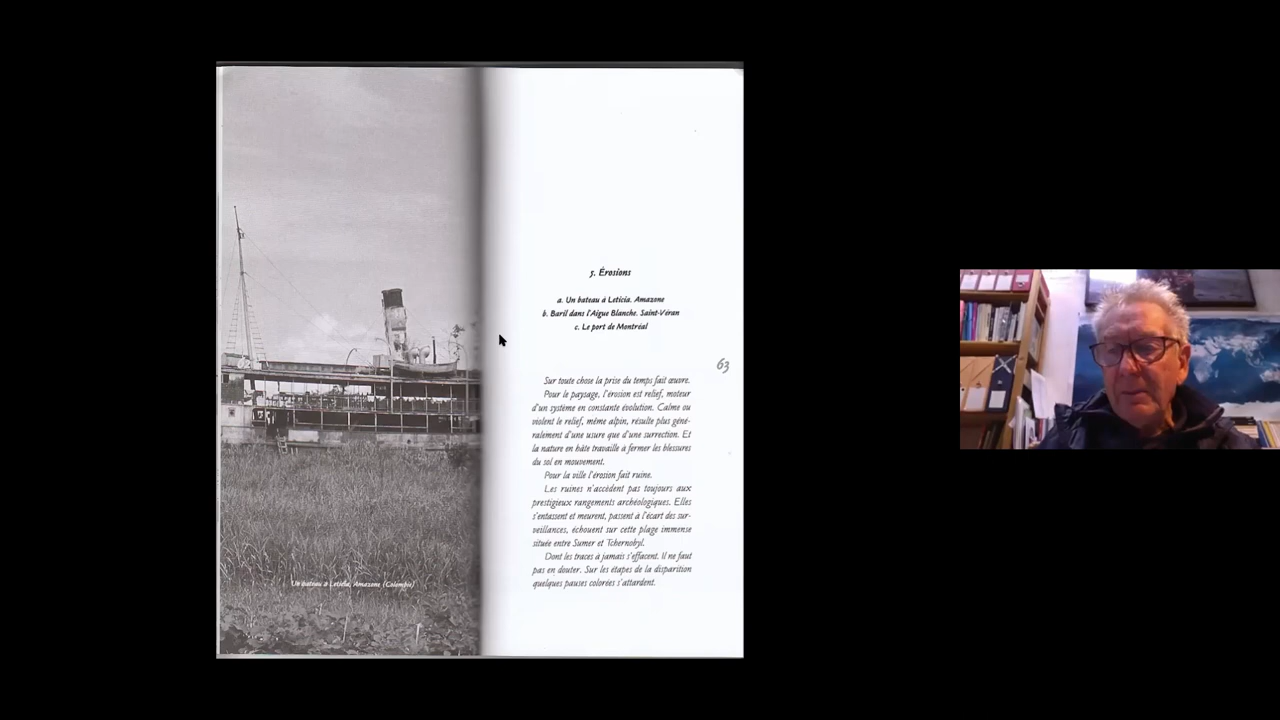 Un bateau à Leticia, Amazone (Colombie)
5. Érosions
a. Un bateau à Leticia. Amazone
b. Baril dans l'Aigue Blanche. Saint-Véran
c. Le port de Montréal
63
Sur toute chose la prise du temps fait œuvre.
Pour le paysage, l'érosion est relief, moteur
d'un système en constante évolution. Calme ou
violent le relief, même alpin, résulte plus géné-
ralement d'une usure que d'une surrection. Et
la nature en hâte travaille à fermer les blessures
du sol en mouvement.
Pour la ville l'érosion fait ruine.
Les ruines n'accèdent pas toujours aux
prestigieux rangements archéologiques. Elles
s'entassent et meurent, passent à l'écart des sur-
veillances, échouent sur cette plage immense
située entre Sumer et Tchernobyl.
Dont les traces à jamais s'effacent. Il ne faut
pas en douter. Sur les étapes de la disparition
quelques pauses colorées s'attardent.